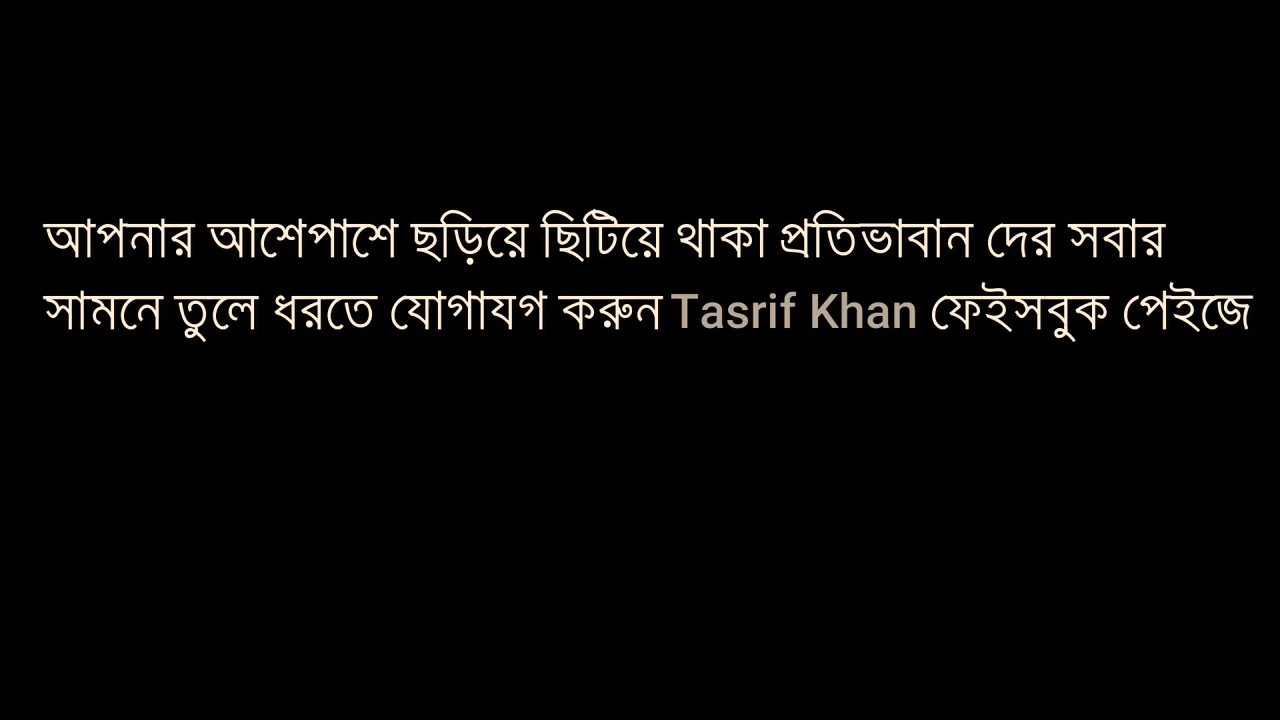 আপনার আশেপাশে ছড়িয়ে ছিটিয়ে থাকা প্রতিভাবান দের সবার
সামনে তুলে ধরতে যোগাযগ করুন Tasrif Khan ফেইসবুক পেইজে